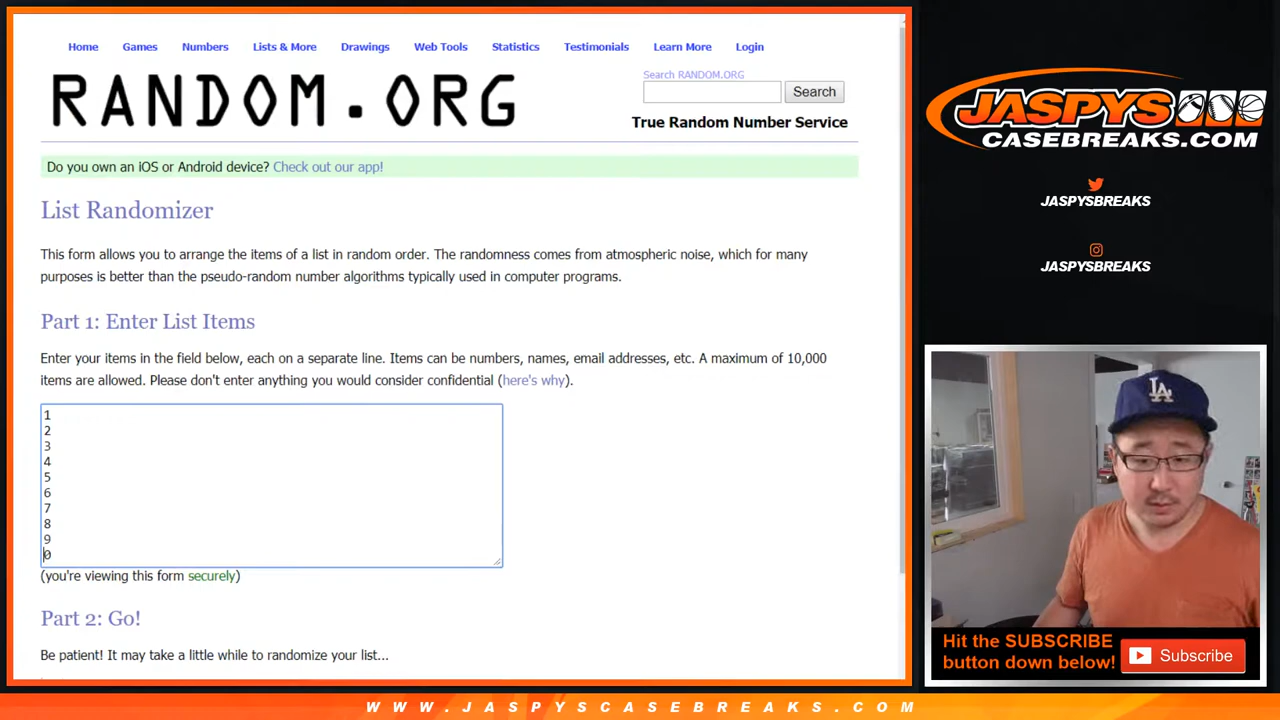 Home Games Numbers Lists & More Drawings Web Tools Statistics Testimonials Learn More Login
RANDOM.ORG
Search RANDOM.ORG
Search
True Random Number Service
Do you own an iOS or Android device? Check out our app!
List Randomizer
This form allows you to arrange the items of a list in random order. The randomness comes from atmospheric noise, which for many
purposes is better than the pseudo-random number algorithms typically used in computer programs.
Part 1: Enter List Items
Enter your items in the field below, each on a separate line. Items can be numbers, names, email addresses, etc. A maximum of 10,000
items are allowed. Please don't enter anything you would consider confidential (here's why).
1
2
3
4
5
6
7
8
9
0
(you're viewing this form securely)
Part 2: Go!
Be patient! It may take a little while to randomize your list...
JASPYS
CASEBREAKS.COM
JASPYSBREAKS
JASPYSBREAKS
LA
Hit the SUBSCRIBE
button down below!
Subscribe
WWW.JASPYSCASEBREAKS.COM